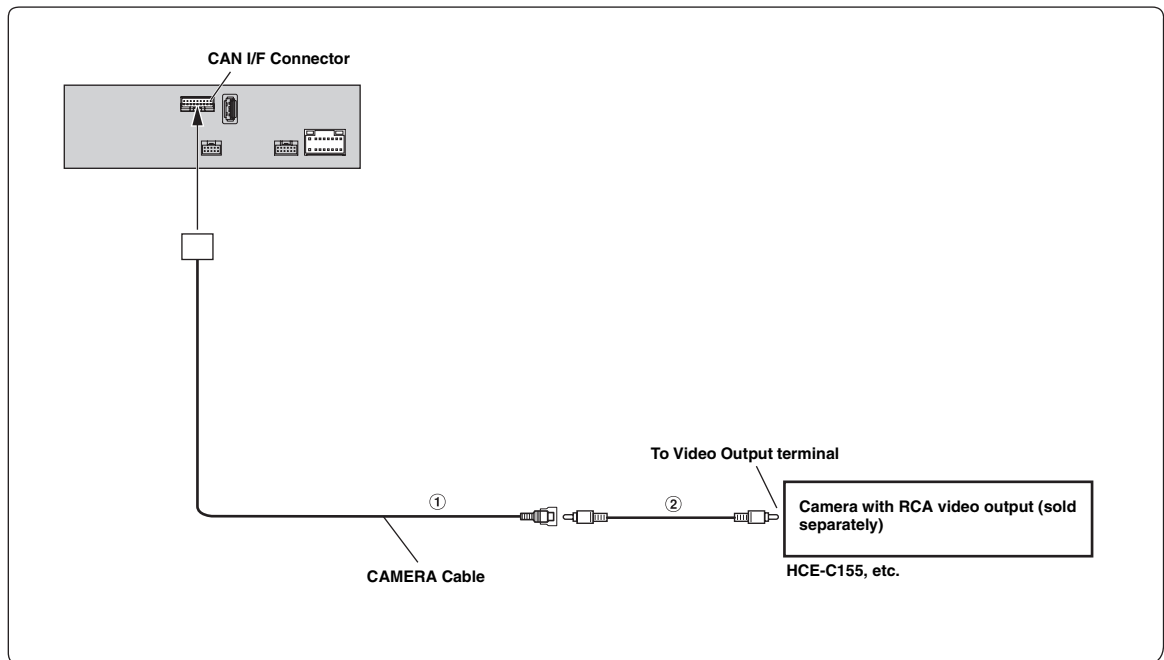 CAN I/F Connector
To Video Output terminal
① ②
Camera with RCA video output (sold
separately)
CAMERA Cable
HCE-C155, etc.